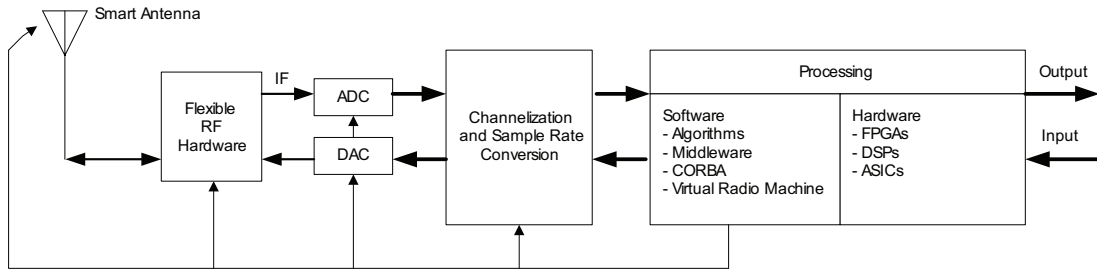 Smart Antenna
Flexible
RF
Hardware
IF
ADC
DAC
Channelization
and Sample Rate
Conversion
Processing
Software
- Algorithms
- Middleware
- CORBA
- Virtual Radio Machine
Hardware
- FPGAs
- DSPs
- ASICs
Output
Input